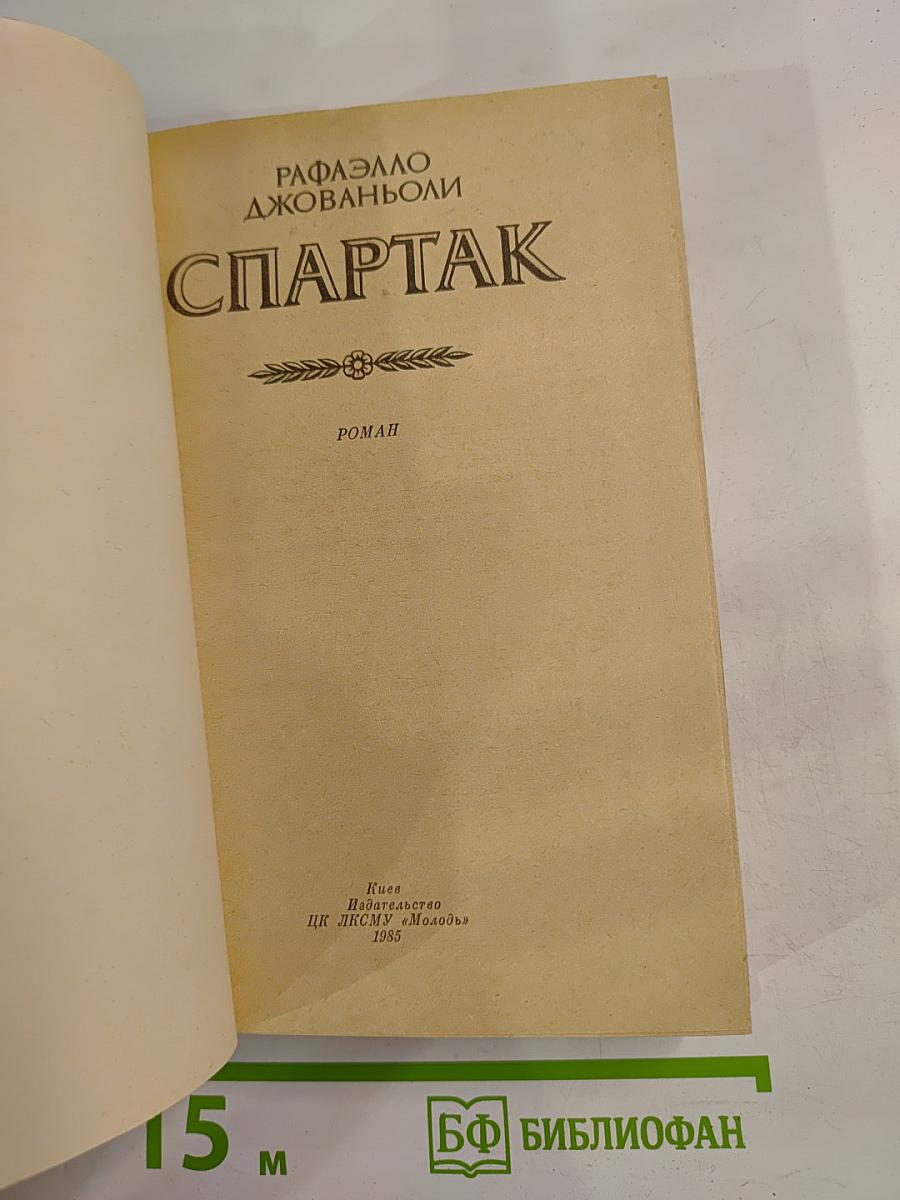 РАФАЭЛЛО
ДЖОВАНЬОЛИ
СПАРТАК
РОМАН
Киев
Издательство
ЦК ЛКСМУ «Молодь»
1985
15 м
БФ БИБЛИОФАН